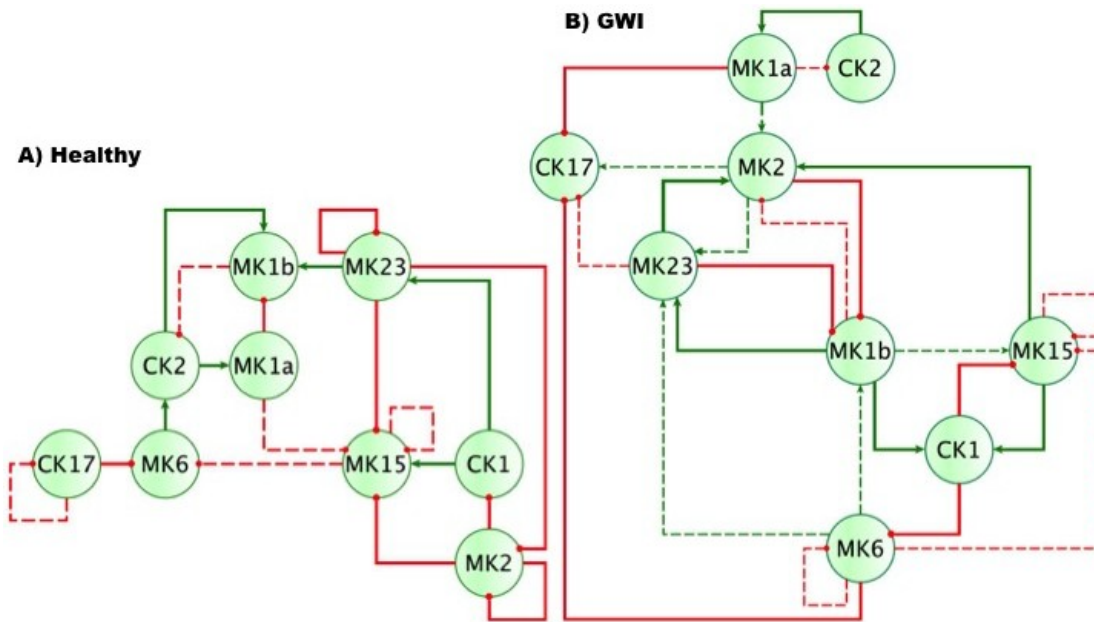 A) Healthy
MK1b
MK23
CK2
MK1a
CK17
MK6
MK15
CK1
MK2
B) GWI
MK1a
CK2
CK17
MK2
MK23
MK1b
MK15
CK1
MK6